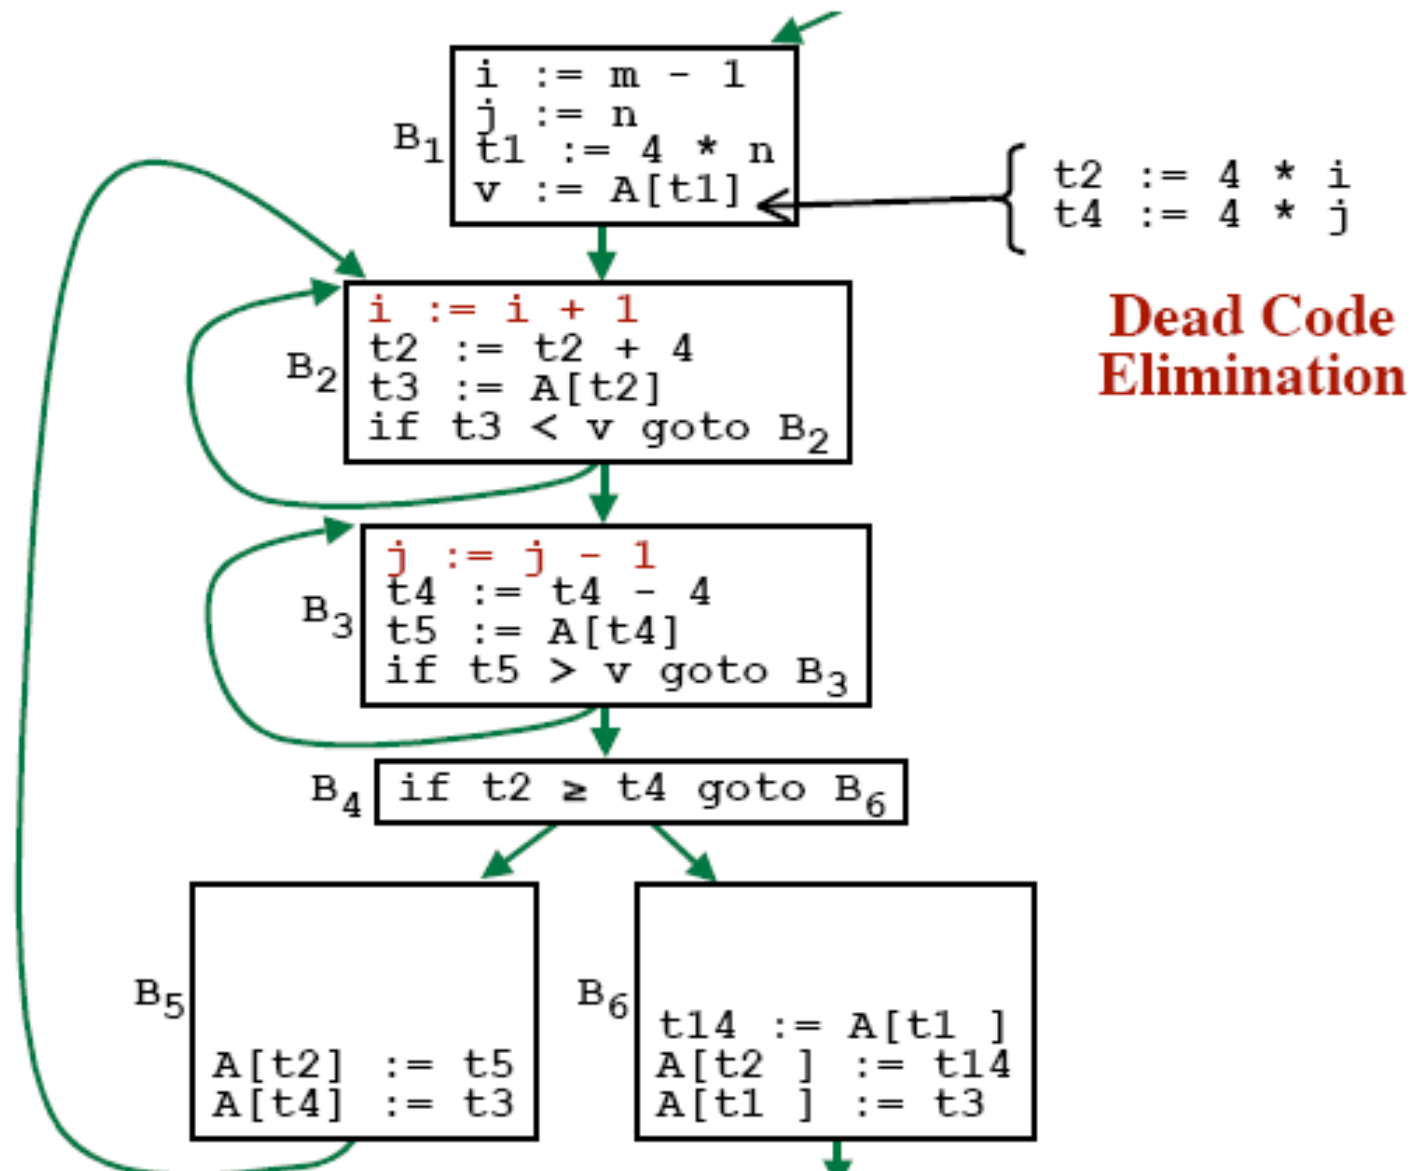 i := m - 1
j := n
B1
t1 := 4 * n
v := A[t1]
t2 := 4 * i
t4 := 4 * j
Dead Code
Elimination
i := i + 1
t2 := t2 + 4
B2
t3 := A[t2]
if t3 < v goto B2
j := j - 1
t4 := t4 - 4
B3
t5 := A[t4]
if t5 > v goto B3
B4
if t2 ≥ t4 goto B6
B5
A[t2] := t5
A[t4] := t3
B6
t14 := A[t1 ]
A[t2 ] := t14
A[t1 ] := t3